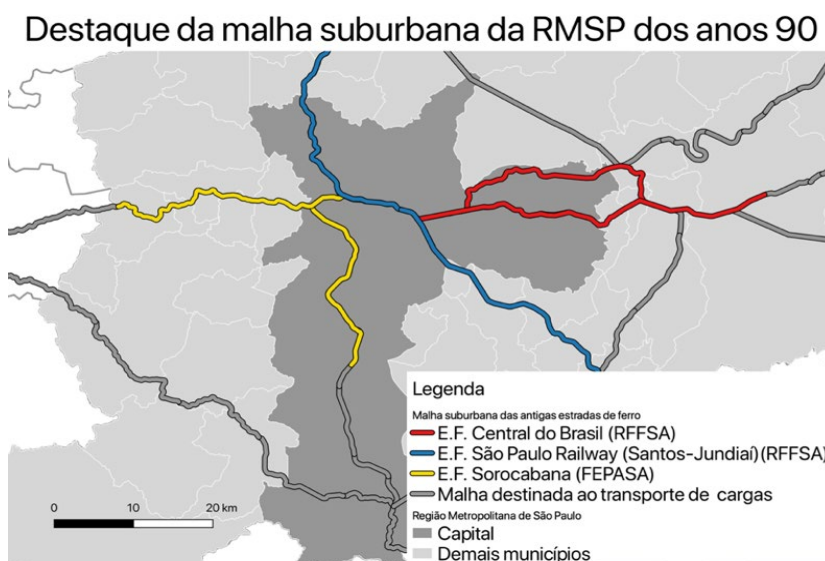 Destaque da malha suburbana da RMSP dos anos 90
Legenda
Malha suburbana das antigas estradas de ferro
E.F. Central do Brasil (RFFSA)
E.F. São Paulo Railway (Santos-Jundiaí)(RFFSA)
E.F. Sorocabana (FEPASA)
Malha destinada ao transporte de cargas
Região Metropolitana de São Paulo
Capital
Demais municípios
0 10 20 km